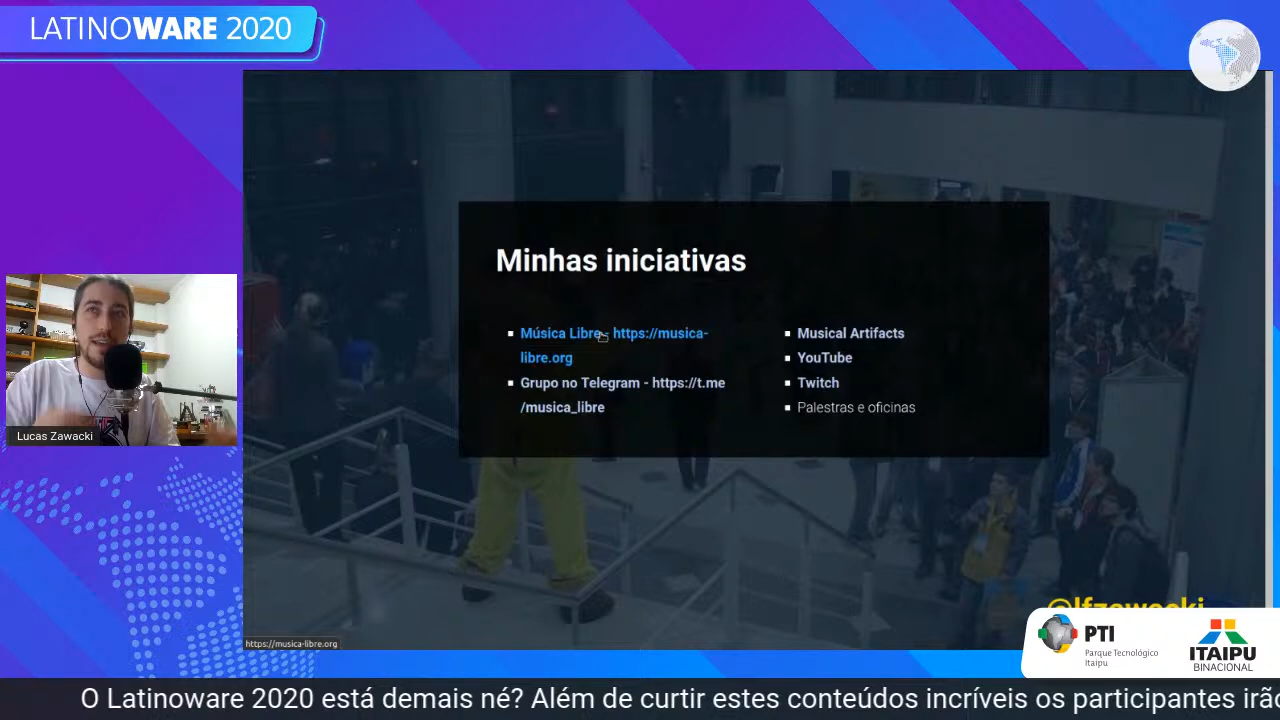 LATINOWARE 2020
Minhas iniciativas
Música Libre - https://musica-
libre.org
Grupo no Telegram - https://t.me
/musica_libre
Musical Artifacts
YouTube
Twitch
Palestras e oficinas
Lucas Zawacki
@lfzawacki
https://musica-libre.org
PTI
Parque Tecnológico
Itaipu
ITAIPU
BINACIONAL
O Latinoware 2020 está demais né? Além de curtir estes conteúdos incríveis os participantes irão